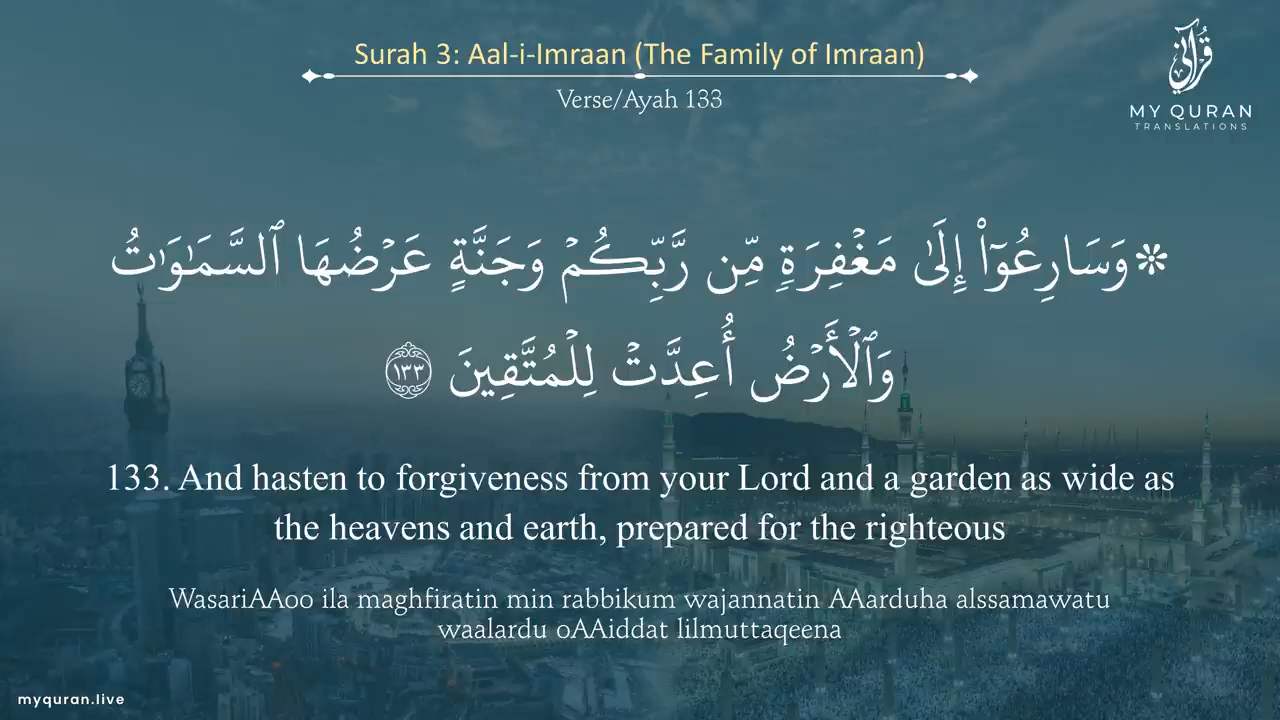 Surah 3: Aal-i-Imraan (The Family of Imraan)
Verse/Ayah 133
قرآني
MY QURAN
TRANSLATIONS
۞وَسَارِعُوٓا۟ إِلَىٰ مَغْفِرَةٍ مِّن رَّبِّكُمْ وَجَنَّةٍ عَرْضُهَا ٱلسَّمَـٰوَٰتُ
وَٱلْأَرْضُ أُعِدَّتْ لِلْمُتَّقِينَ ١٣٣
133. And hasten to forgiveness from your Lord and a garden as wide as
the heavens and earth, prepared for the righteous
WasariAAoo ila maghfiratin min rabbikum wajannatin AAarduha alssamawatu
waalardu oAAiddat lilmuttaqeena
myquran.live